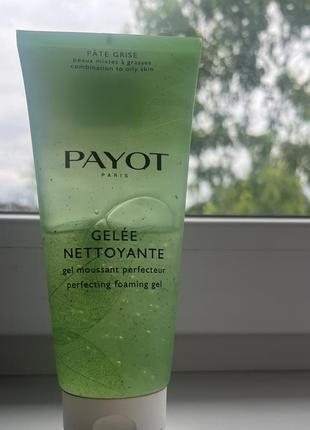 PÂTE GRISE
peaux mixtes à grasses
combination to oily skin
PAYOT
PARIS
GELÉE
NETTOYANTE
gel moussant perfecteur
perfecting foaming gel